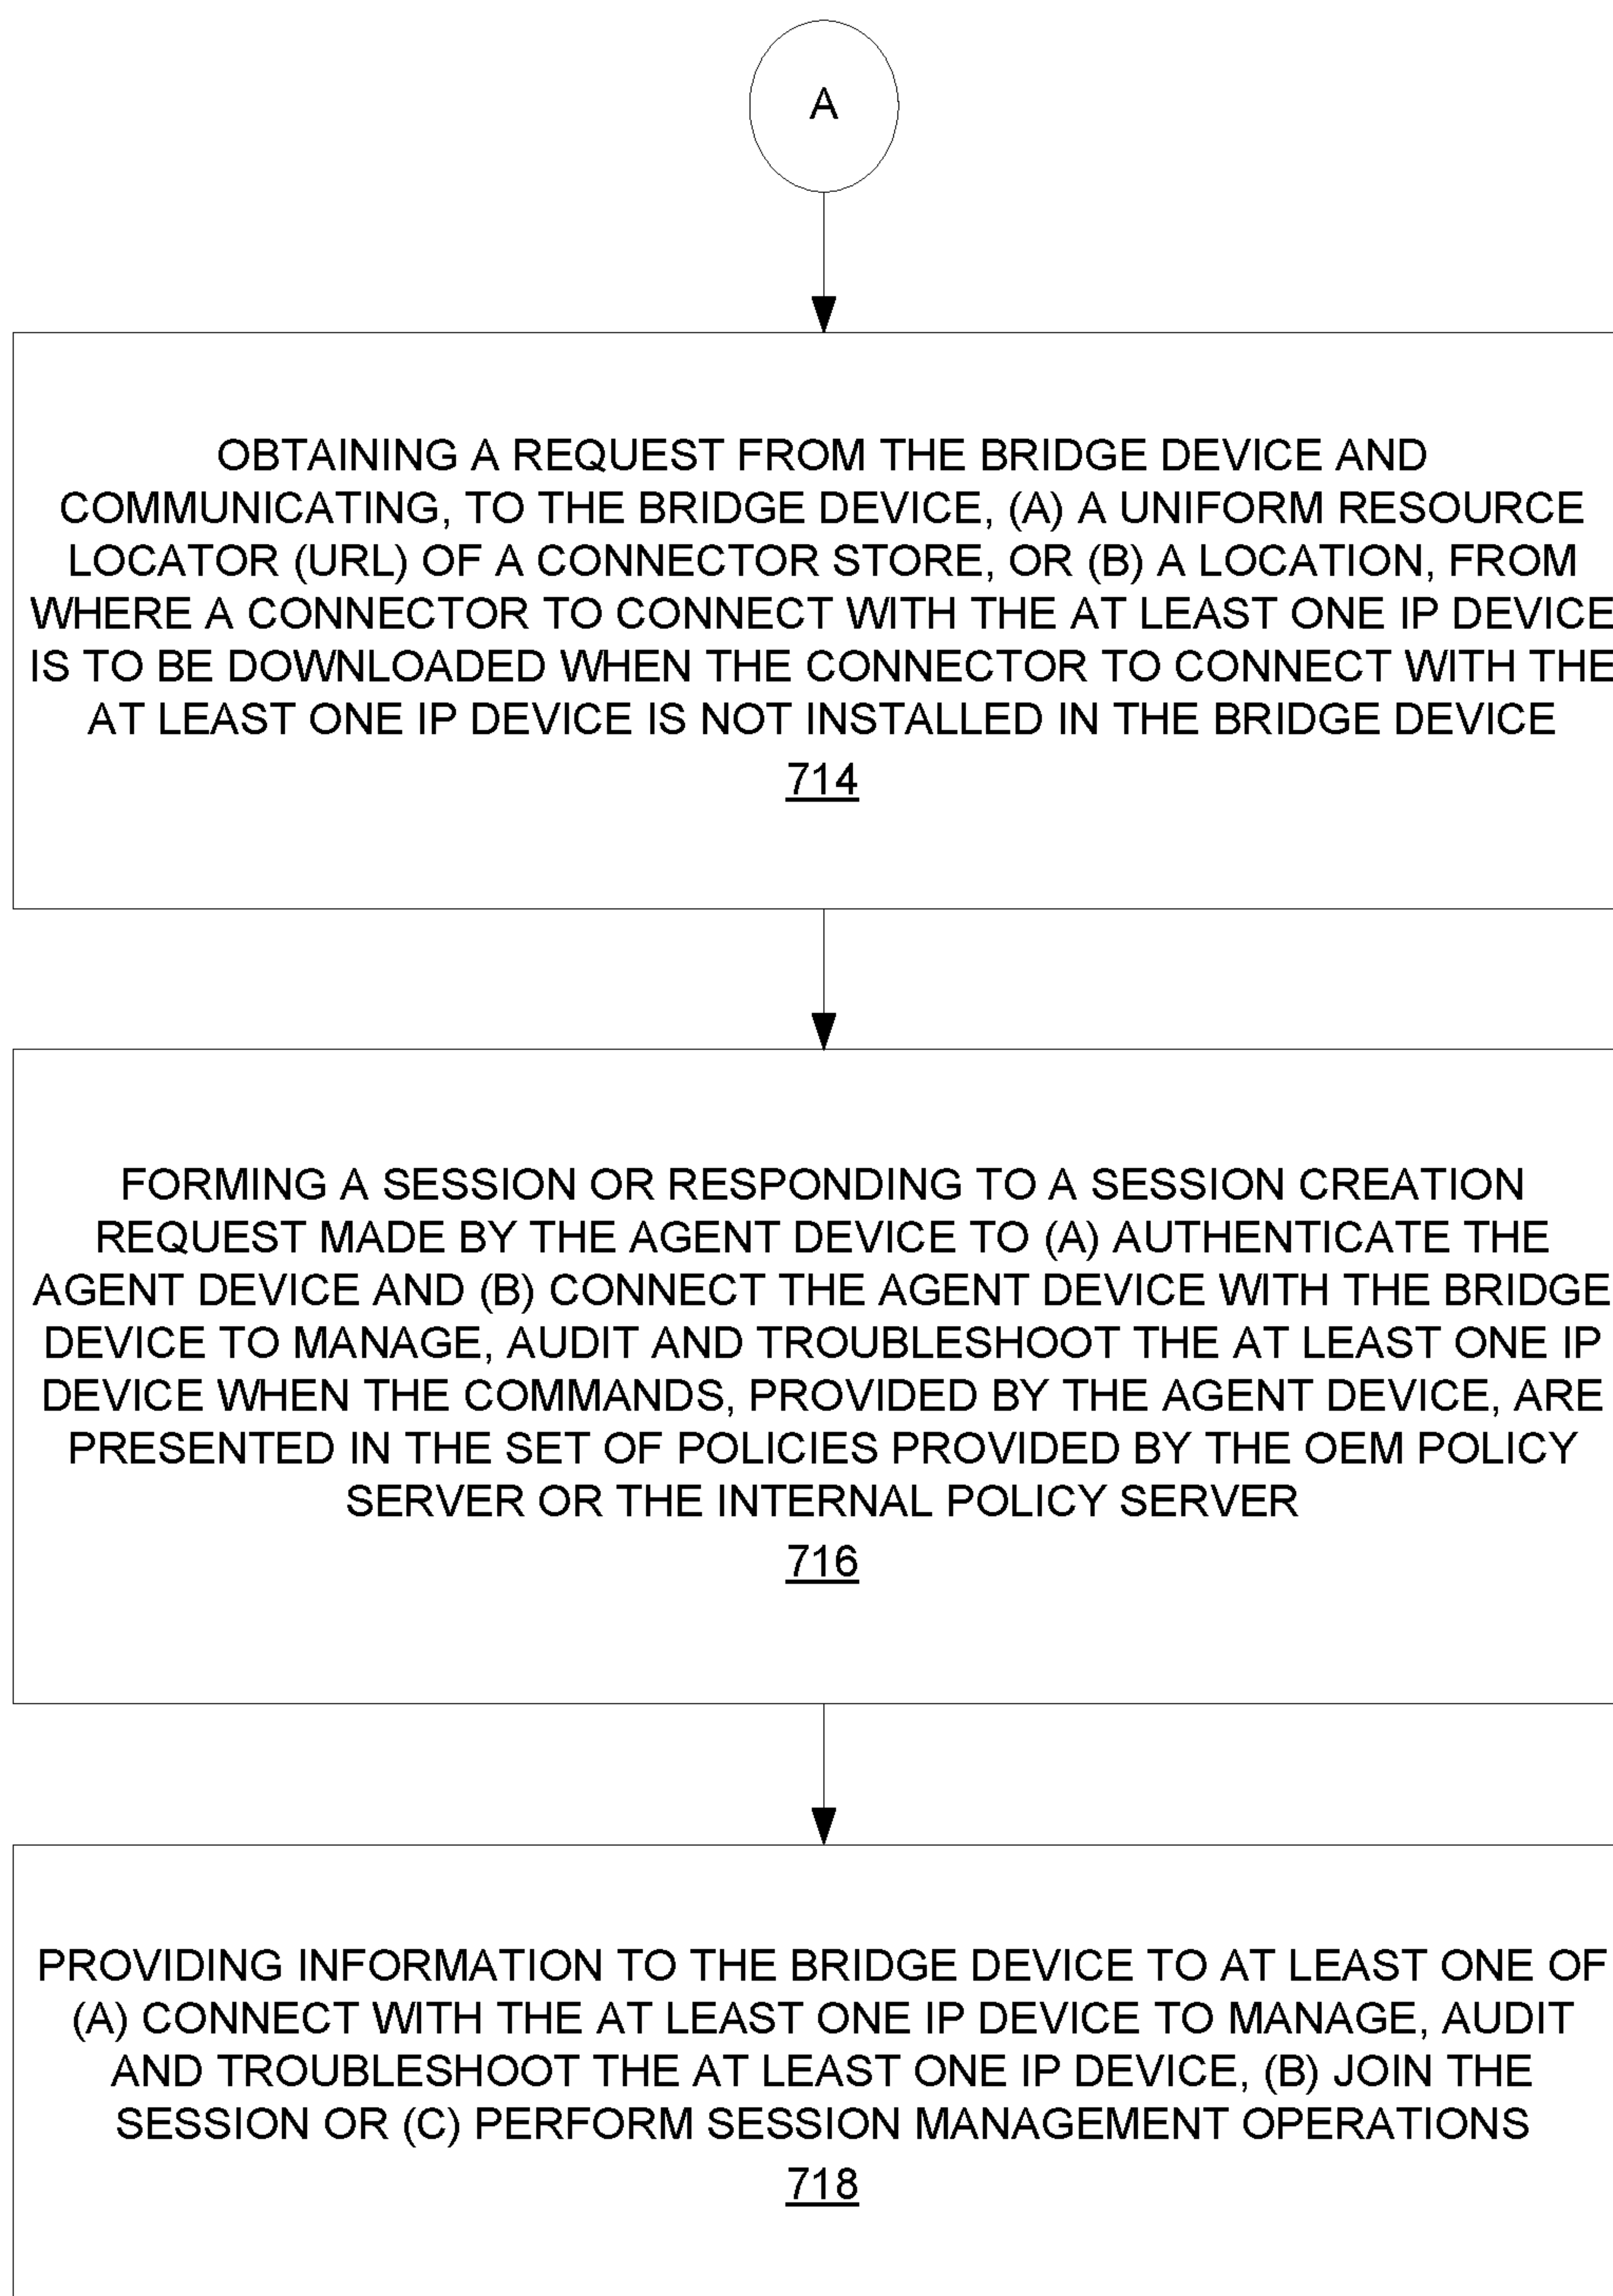 A
OBTAINING A REQUEST FROM THE BRIDGE DEVICE AND
COMMUNICATING, TO THE BRIDGE DEVICE, (A) A UNIFORM RESOURCE
LOCATOR (URL) OF A CONNECTOR STORE, OR (B) A LOCATION, FROM
WHERE A CONNECTOR TO CONNECT WITH THE AT LEAST ONE IP DEVICE
IS TO BE DOWNLOADED WHEN THE CONNECTOR TO CONNECT WITH THE
AT LEAST ONE IP DEVICE IS NOT INSTALLED IN THE BRIDGE DEVICE
714
FORMING A SESSION OR RESPONDING TO A SESSION CREATION
REQUEST MADE BY THE AGENT DEVICE TO (A) AUTHENTICATE THE
AGENT DEVICE AND (B) CONNECT THE AGENT DEVICE WITH THE BRIDGE
DEVICE TO MANAGE, AUDIT AND TROUBLESHOOT THE AT LEAST ONE IP
DEVICE WHEN THE COMMANDS, PROVIDED BY THE AGENT DEVICE, ARE
PRESENTED IN THE SET OF POLICIES PROVIDED BY THE OEM POLICY
SERVER OR THE INTERNAL POLICY SERVER
716
PROVIDING INFORMATION TO THE BRIDGE DEVICE TO AT LEAST ONE OF
(A) CONNECT WITH THE AT LEAST ONE IP DEVICE TO MANAGE, AUDIT
AND TROUBLESHOOT THE AT LEAST ONE IP DEVICE, (B) JOIN THE
SESSION OR (C) PERFORM SESSION MANAGEMENT OPERATIONS
718